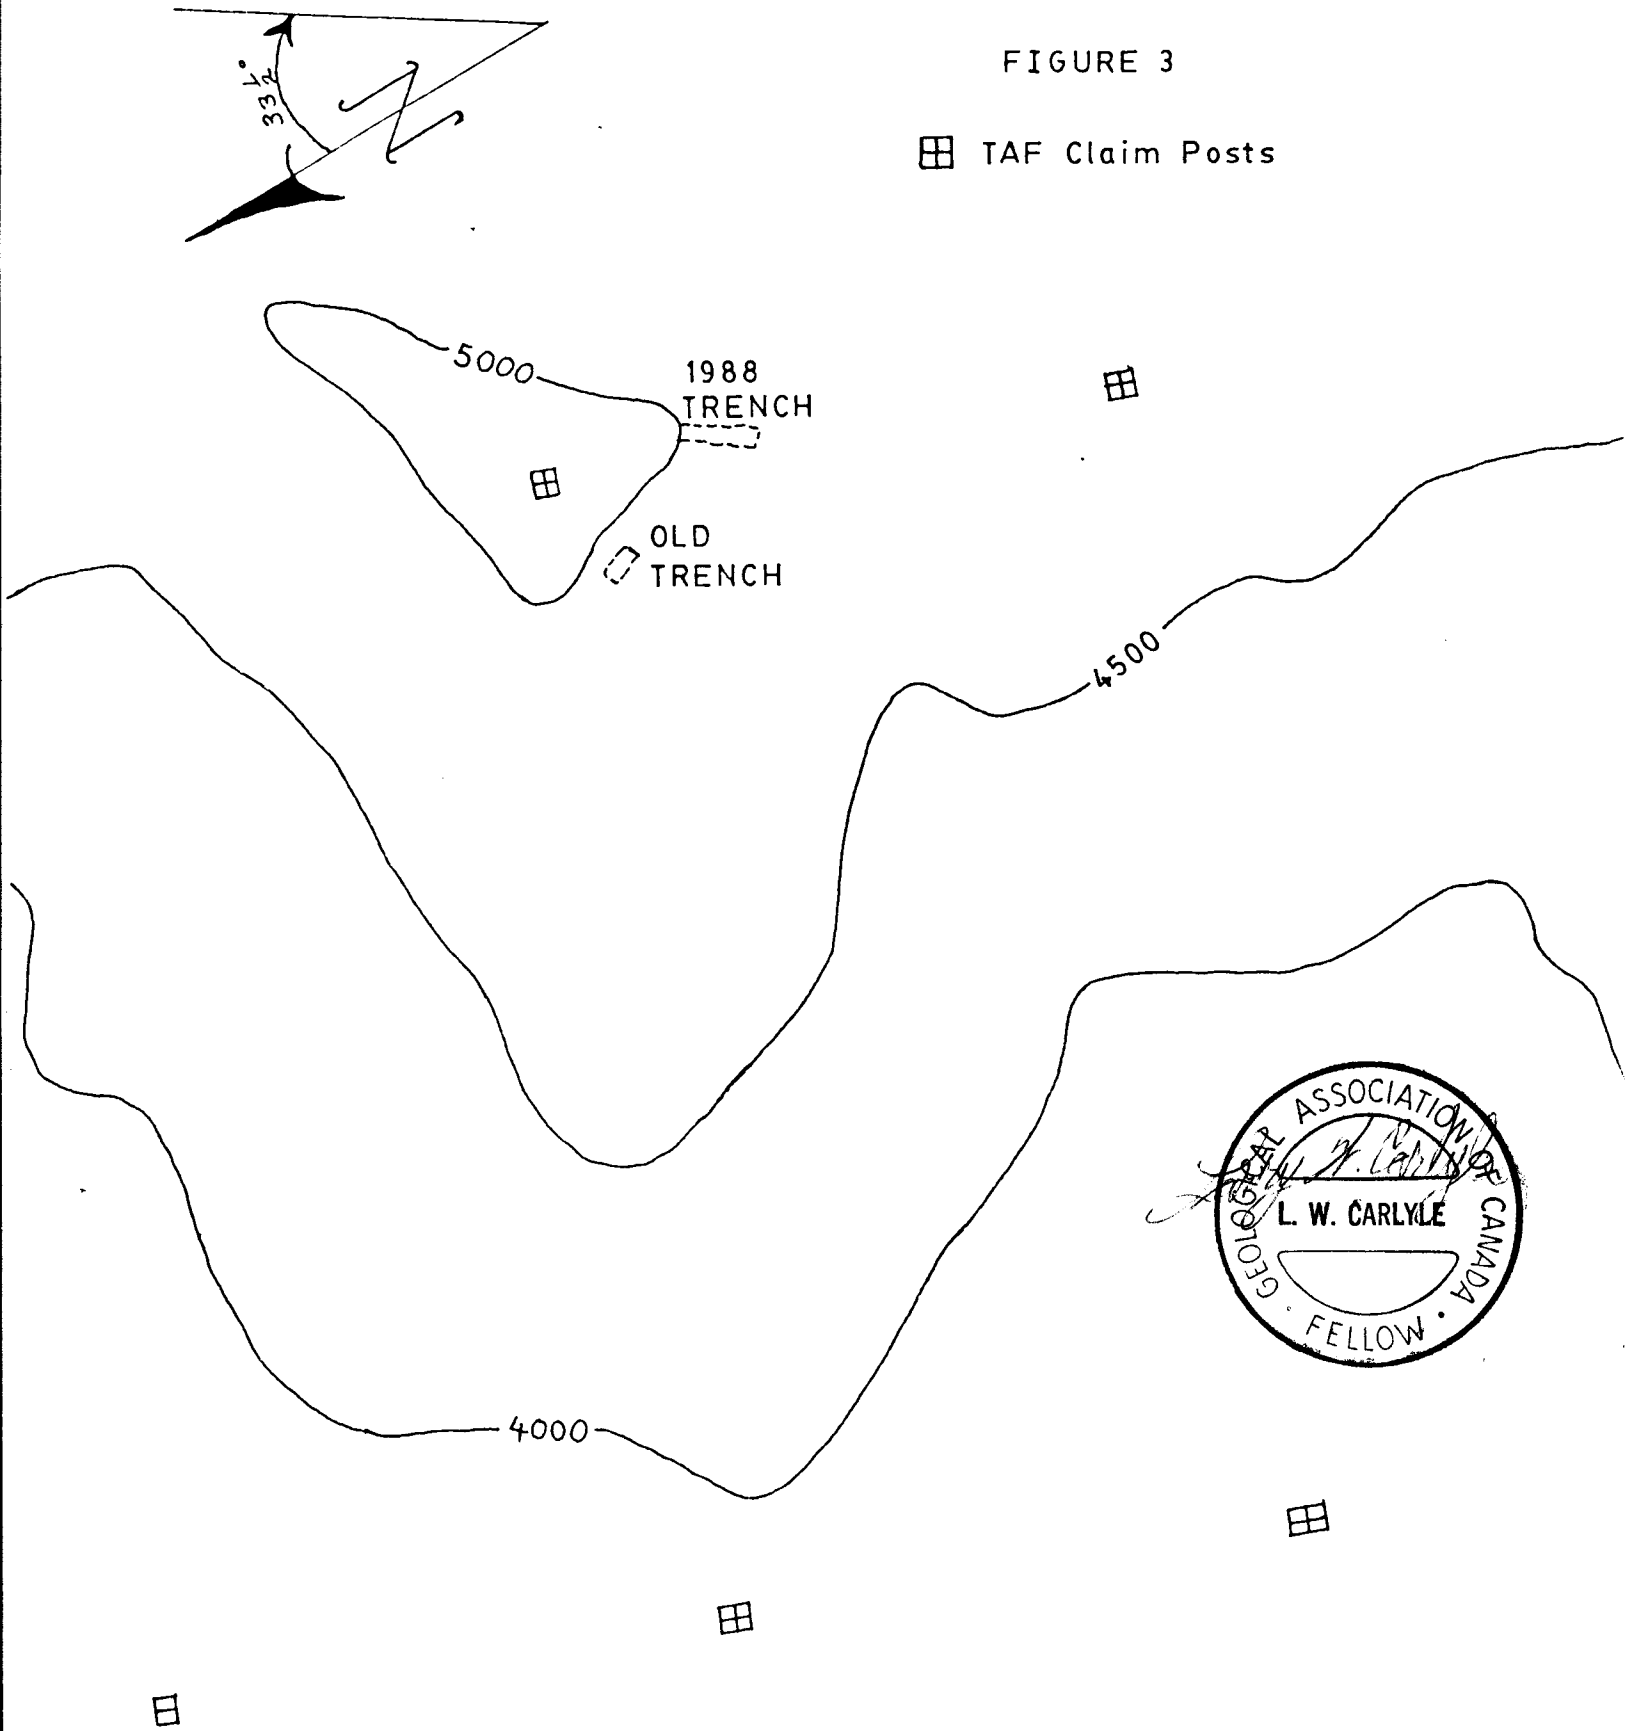 FIGURE 3
TAF Claim Posts
33½°
N
5000
1988
TRENCH
OLD
TRENCH
4500
4000
GEOLOGICAL ASSOCIATION OF CANADA
L. W. CARLYLE
· FELLOW ·